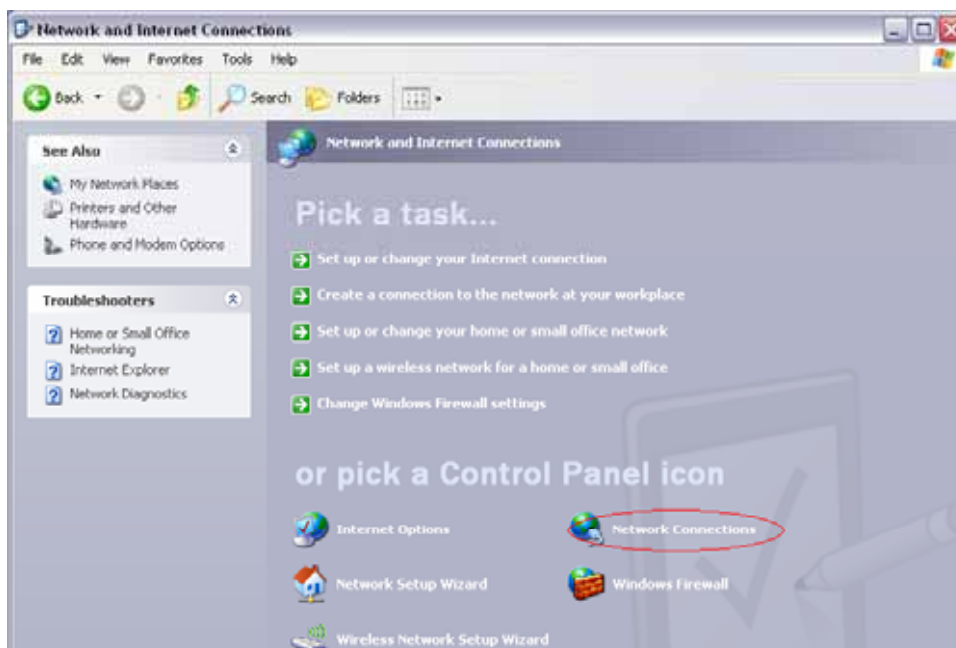 Network and Internet Connections
File Edit View Favorites Tools Help
Back Search Folders
See Also
My Network Places
Printers and Other
Hardware
Phone and Modem Options
Troubleshooters
Home or Small Office
Networking
Internet Explorer
Network Diagnostics
Network and Internet Connections
Pick a task...
Set up or change your Internet connection
Create a connection to the network at your workplace
Set up or change your home or small office network
Set up a wireless network for a home or small office
Change Windows Firewall settings
or pick a Control Panel icon
Internet Options Network Connections
Network Setup Wizard Windows Firewall
Wireless Network Setup Wizard